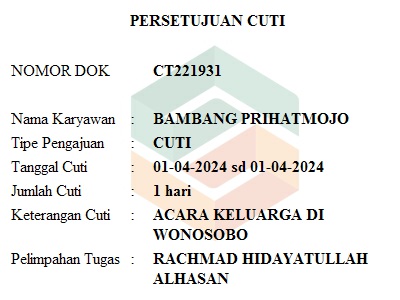 PERSETUJUAN CUTI
NOMOR DOK CT221931
Nama Karyawan : BAMBANG PRIHATMOJO
Tipe Pengajuan : CUTI
Tanggal Cuti : 01-04-2024 sd 01-04-2024
Jumlah Cuti : 1 hari
Keterangan Cuti : ACARA KELUARGA DI
WONOSOBO
Pelimpahan Tugas : RACHMAD HIDAYATULLAH
ALHASAN